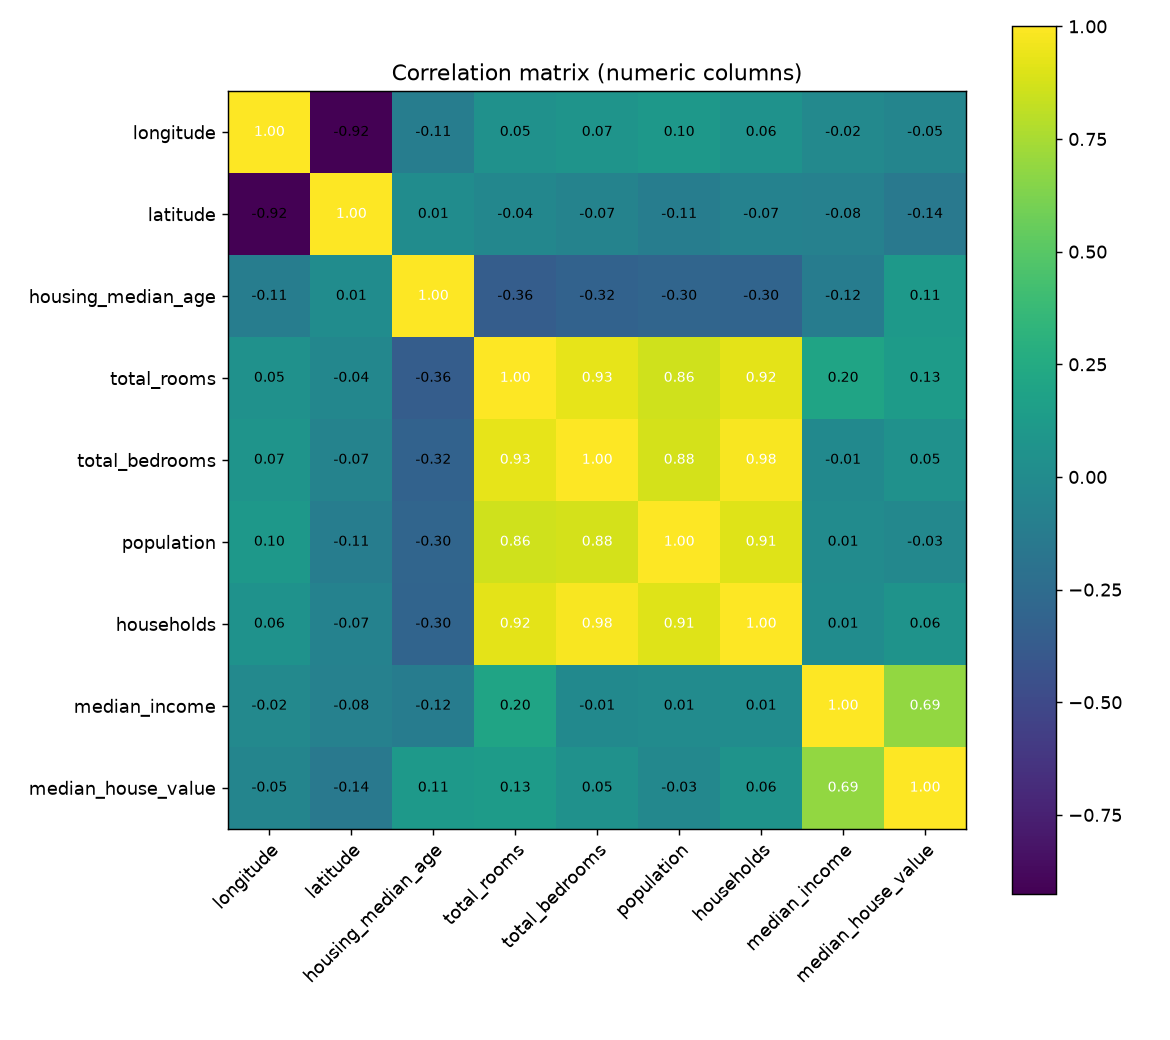 Correlation matrix (numeric columns)
longitude 1.00 -0.92 -0.11 0.05 0.07 0.10 0.06 -0.02 -0.05
latitude -0.92 1.00 0.01 -0.04 -0.07 -0.11 -0.07 -0.08 -0.14
housing_median_age -0.11 0.01 1.00 -0.36 -0.32 -0.30 -0.30 -0.12 0.11
total_rooms 0.05 -0.04 -0.36 1.00 0.93 0.86 0.92 0.20 0.13
total_bedrooms 0.07 -0.07 -0.32 0.93 1.00 0.88 0.98 -0.01 0.05
population 0.10 -0.11 -0.30 0.86 0.88 1.00 0.91 0.01 -0.03
households 0.06 -0.07 -0.30 0.92 0.98 0.91 1.00 0.01 0.06
median_income -0.02 -0.08 -0.12 0.20 -0.01 0.01 0.01 1.00 0.69
median_house_value -0.05 -0.14 0.11 0.13 0.05 -0.03 0.06 0.69 1.00
longitude latitude housing_median_age total_rooms total_bedrooms population households median_income median_house_value
1.00
0.75
0.50
0.25
0.00
−0.25
−0.50
−0.75